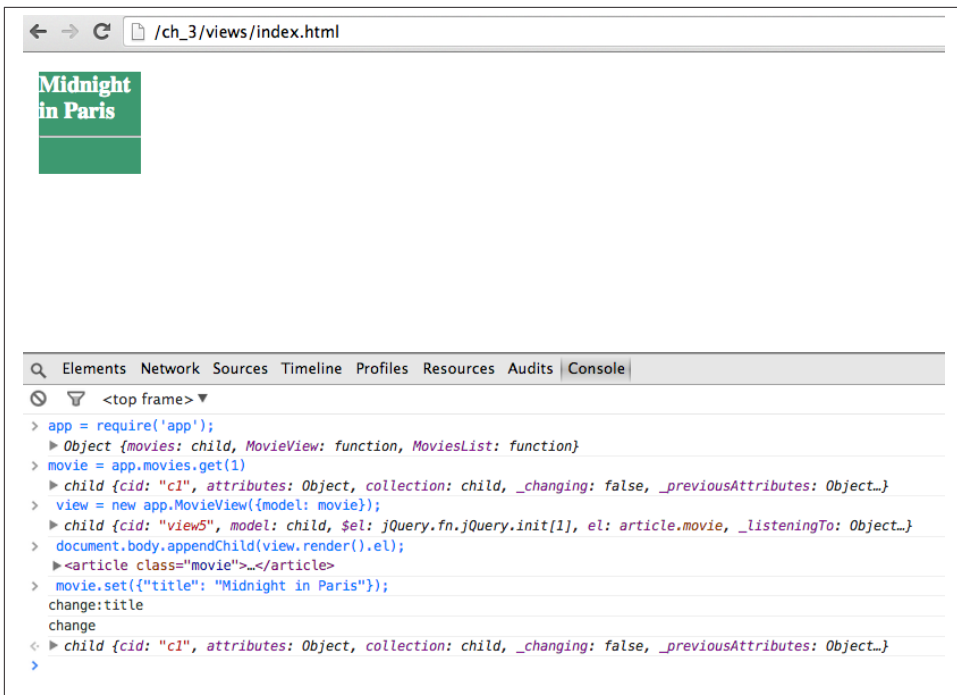 /ch_3/views/index.html
Midnight
in Paris
Elements Network Sources Timeline Profiles Resources Audits Console
<top frame> ▼
> app = require('app');
▶ Object {movies: child, MovieView: function, MoviesList: function}
> movie = app.movies.get(1)
▶ child {cid: "c1", attributes: Object, collection: child, _changing: false, _previousAttributes: Object…}
> view = new app.MovieView({model: movie});
▶ child {cid: "view5", model: child, $el: jQuery.fn.jQuery.init[1], el: article.movie, _listeningTo: Object…}
> document.body.appendChild(view.render().el);
▶ <article class="movie">…</article>
> movie.set({"title": "Midnight in Paris"});
change:title
change
▶ child {cid: "c1", attributes: Object, collection: child, _changing: false, _previousAttributes: Object…}
>